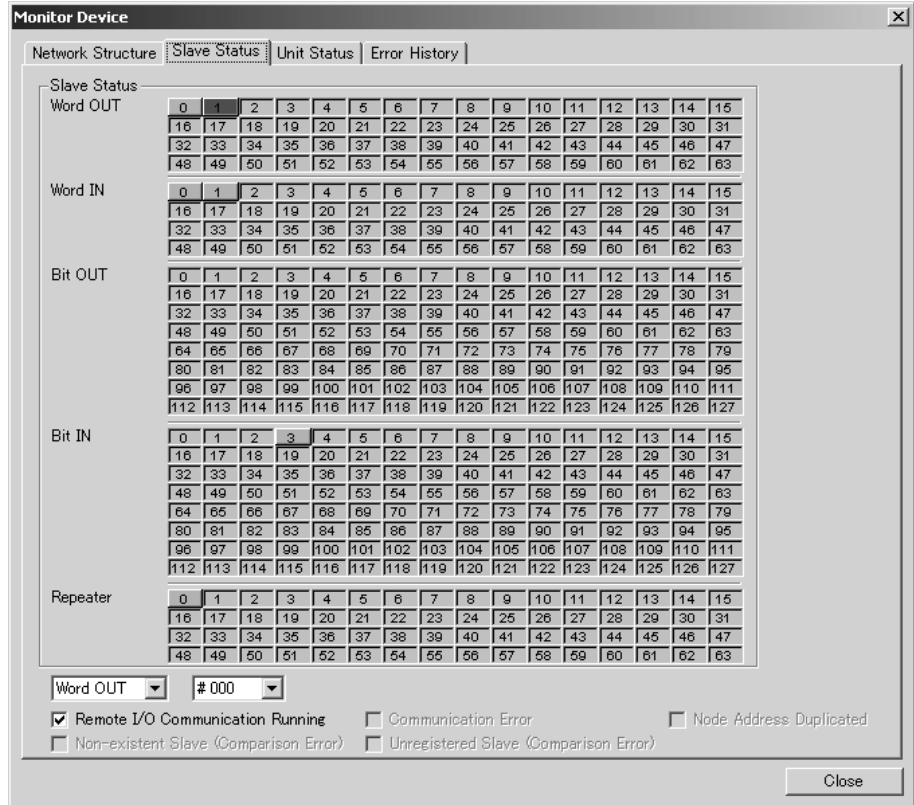 Monitor Device
Network Structure Slave Status Unit Status Error History
Slave Status
Word OUT 0 1 2 3 4 5 6 7 8 9 10 11 12 13 14 15
16 17 18 19 20 21 22 23 24 25 26 27 28 29 30 31
32 33 34 35 36 37 38 39 40 41 42 43 44 45 46 47
48 49 50 51 52 53 54 55 56 57 58 59 60 61 62 63
Word IN 0 1 2 3 4 5 6 7 8 9 10 11 12 13 14 15
16 17 18 19 20 21 22 23 24 25 26 27 28 29 30 31
32 33 34 35 36 37 38 39 40 41 42 43 44 45 46 47
48 49 50 51 52 53 54 55 56 57 58 59 60 61 62 63
Bit OUT 0 1 2 3 4 5 6 7 8 9 10 11 12 13 14 15
16 17 18 19 20 21 22 23 24 25 26 27 28 29 30 31
32 33 34 35 36 37 38 39 40 41 42 43 44 45 46 47
48 49 50 51 52 53 54 55 56 57 58 59 60 61 62 63
64 65 66 67 68 69 70 71 72 73 74 75 76 77 78 79
80 81 82 83 84 85 86 87 88 89 90 91 92 93 94 95
96 97 98 99 100 101 102 103 104 105 106 107 108 109 110 111
112 113 114 115 116 117 118 119 120 121 122 123 124 125 126 127
Bit IN 0 1 2 3 4 5 6 7 8 9 10 11 12 13 14 15
16 17 18 19 20 21 22 23 24 25 26 27 28 29 30 31
32 33 34 35 36 37 38 39 40 41 42 43 44 45 46 47
48 49 50 51 52 53 54 55 56 57 58 59 60 61 62 63
64 65 66 67 68 69 70 71 72 73 74 75 76 77 78 79
80 81 82 83 84 85 86 87 88 89 90 91 92 93 94 95
96 97 98 99 100 101 102 103 104 105 106 107 108 109 110 111
112 113 114 115 116 117 118 119 120 121 122 123 124 125 126 127
Repeater 0 1 2 3 4 5 6 7 8 9 10 11 12 13 14 15
16 17 18 19 20 21 22 23 24 25 26 27 28 29 30 31
32 33 34 35 36 37 38 39 40 41 42 43 44 45 46 47
48 49 50 51 52 53 54 55 56 57 58 59 60 61 62 63
Word OUT # 000
Remote I/O Communication Running Communication Error Node Address Duplicated
Non-existent Slave (Comparison Error) Unregistered Slave (Comparison Error)
Close